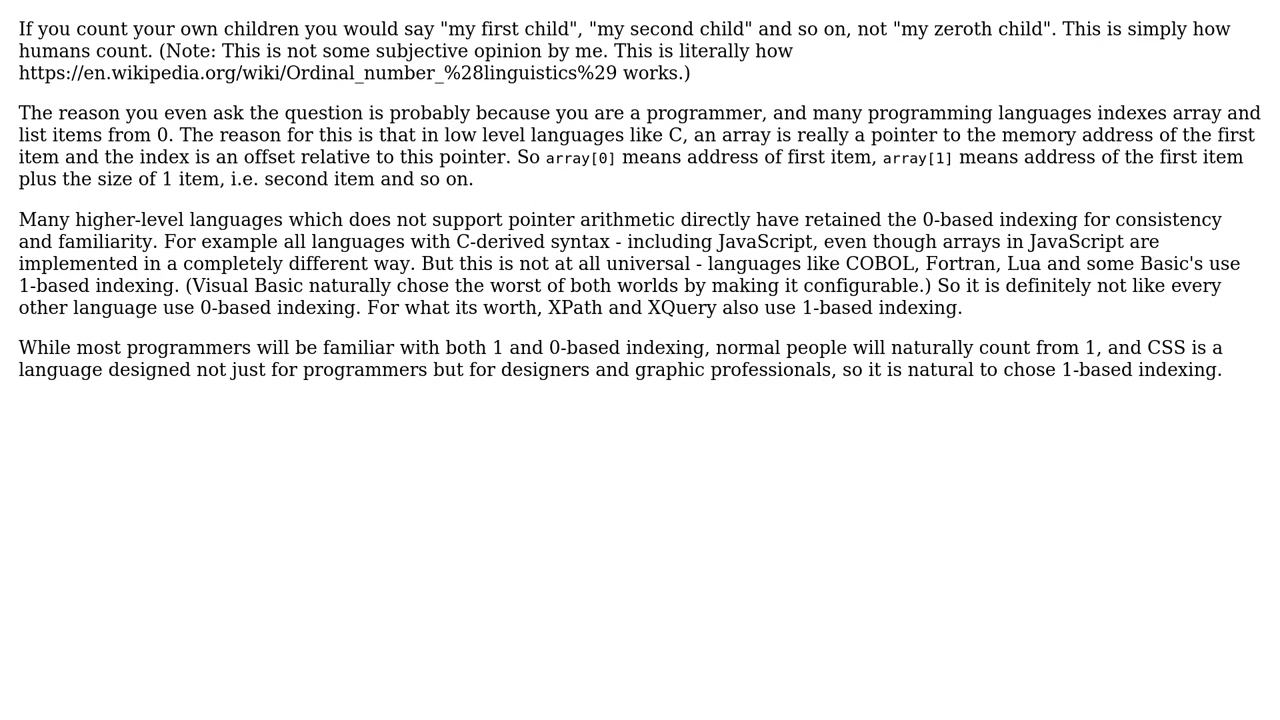 If you count your own children you would say "my first child", "my second child" and so on, not "my zeroth child". This is simply how
humans count. (Note: This is not some subjective opinion by me. This is literally how
https://en.wikipedia.org/wiki/Ordinal_number_%28linguistics%29 works.)
The reason you even ask the question is probably because you are a programmer, and many programming languages indexes array and
list items from 0. The reason for this is that in low level languages like C, an array is really a pointer to the memory address of the first
item and the index is an offset relative to this pointer. So array[0] means address of first item, array[1] means address of the first item
plus the size of 1 item, i.e. second item and so on.
Many higher-level languages which does not support pointer arithmetic directly have retained the 0-based indexing for consistency
and familiarity. For example all languages with C-derived syntax - including JavaScript, even though arrays in JavaScript are
implemented in a completely different way. But this is not at all universal - languages like COBOL, Fortran, Lua and some Basic's use
1-based indexing. (Visual Basic naturally chose the worst of both worlds by making it configurable.) So it is definitely not like every
other language use 0-based indexing. For what its worth, XPath and XQuery also use 1-based indexing.
While most programmers will be familiar with both 1 and 0-based indexing, normal people will naturally count from 1, and CSS is a
language designed not just for programmers but for designers and graphic professionals, so it is natural to chose 1-based indexing.